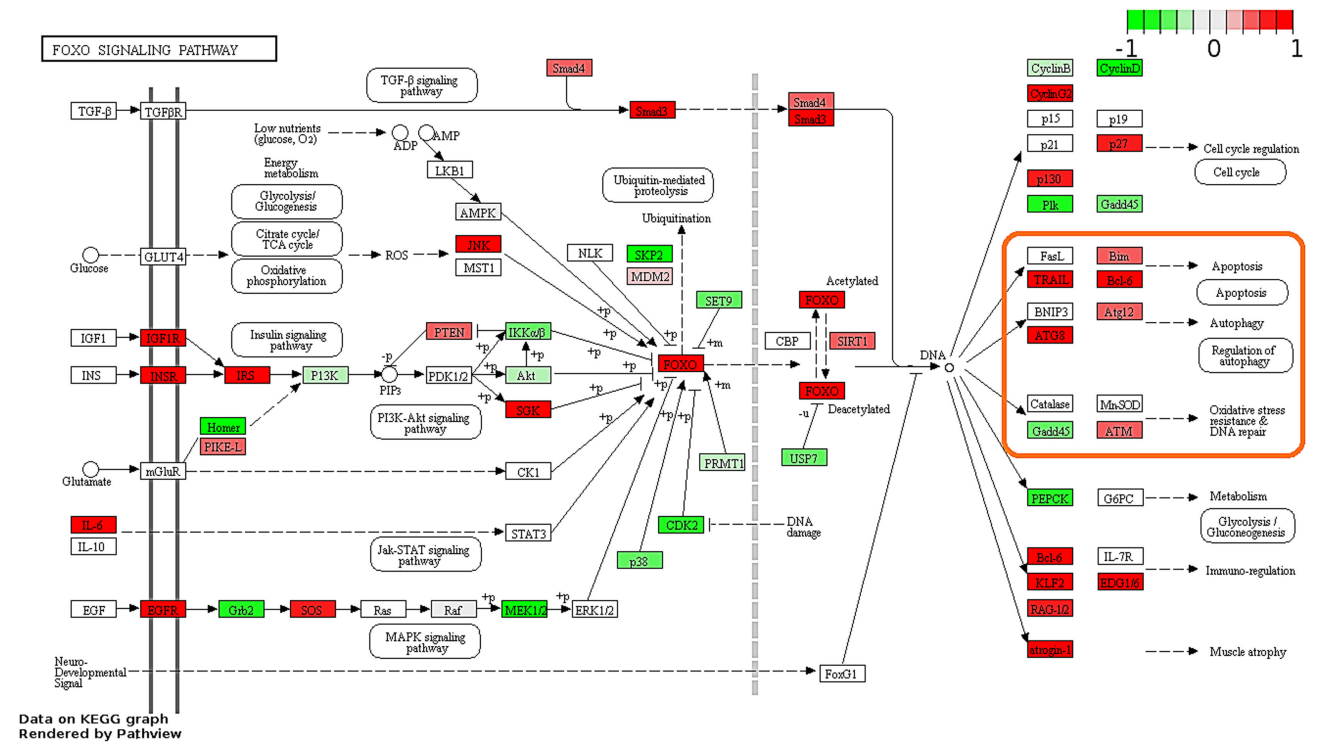 FOXO SIGNALING PATHWAY
-1 0 1
TGF-β signaling
pathway
Smad4
TGF-β
TGFβR
Smad3
Smad4
Smad3
Low nutrients
(glucose, O2)
ADP
AMP
LKB1
AMPK
Energy
metabolism
Glycolysis/
Glucogenesis
Citrate cycle/
TCA cycle
Oxidative
phosphorylation
Glucose
GLUT4
ROS
JNK
MST1
NLK
Ubiquitin-mediated
proteolysis
Ubiquitination
SKP2
MDM2
SET9
+p
+p
+p
+m
IGF1
IGF1R
Insulin signaling
pathway
PTEN
IKKα/β
+p
INS
INSR
IRS
P13K
-p
PIP3
PDK1/2
+p
+p
Akt
+p
+p
+p
SGK
+p
PI3K-Akt signaling
pathway
FOXO
CBP
Acetylated
FOXO
SIRT1
FOXO
Deacetylated
-u
USP7
DNA
Homer
PIKE-L
Glutamate
mGluR
CK1
+p
+p
+p
+m
PRMT1
IL-6
IL-10
STAT3
Jak-STAT signaling
pathway
CDK2
DNA
damage
p38
EGF
EGFR
Grb2
SOS
Ras
Raf
+p
MEK1/2
+p
ERK1/2
MAPK signaling
pathway
Neuro-
Developmental
Signal
FoxG1
CyclinB
CyclinD
CyclinG2
p15
p19
p21
p27
Cell cycle regulation
Cell cycle
p130
Plk
Gadd45
FasL
Bim
TRAIL
Bcl-6
Apoptosis
Apoptosis
BNIP3
Atg12
ATG8
Autophagy
Regulation of
autophagy
Catalase
Mn-SOD
Gadd45
ATM
Oxidative stress
resistance &
DNA repair
PEPCK
G6PC
Metabolism
Glycolysis /
Gluconeogenesis
Bcl-6
IL-7R
KLF2
EDG1/6
Immuno-regulation
RAG-1/2
atrogin-1
Muscle atrophy
Data on KEGG graph
Rendered by Pathview